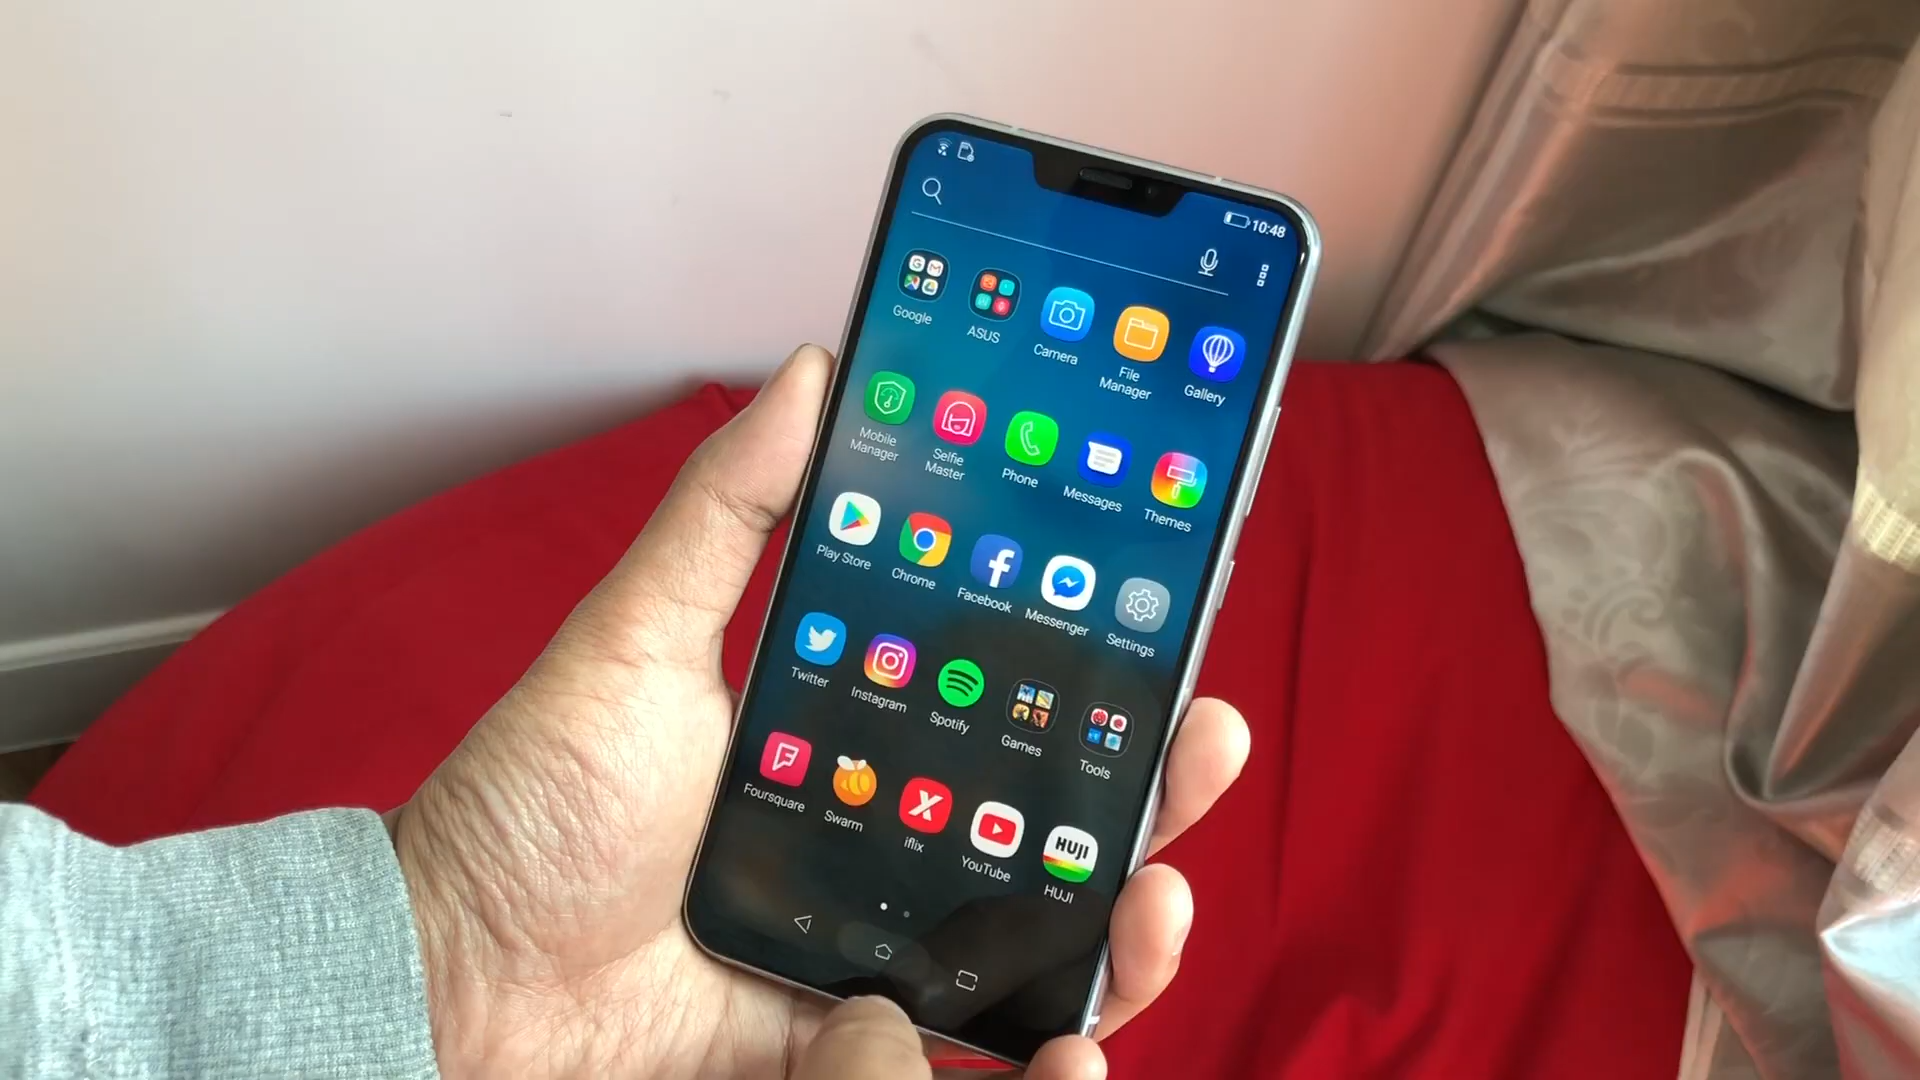 10:48
Google
ASUS
Camera
File
Manager
Gallery
Mobile
Manager
Selfie
Master
Phone
Messages
Themes
Play Store
Chrome
Facebook
Messenger
Settings
Twitter
Instagram
Spotify
Games
Tools
Foursquare
Swarm
iflix
YouTube
HUJI
HUJI